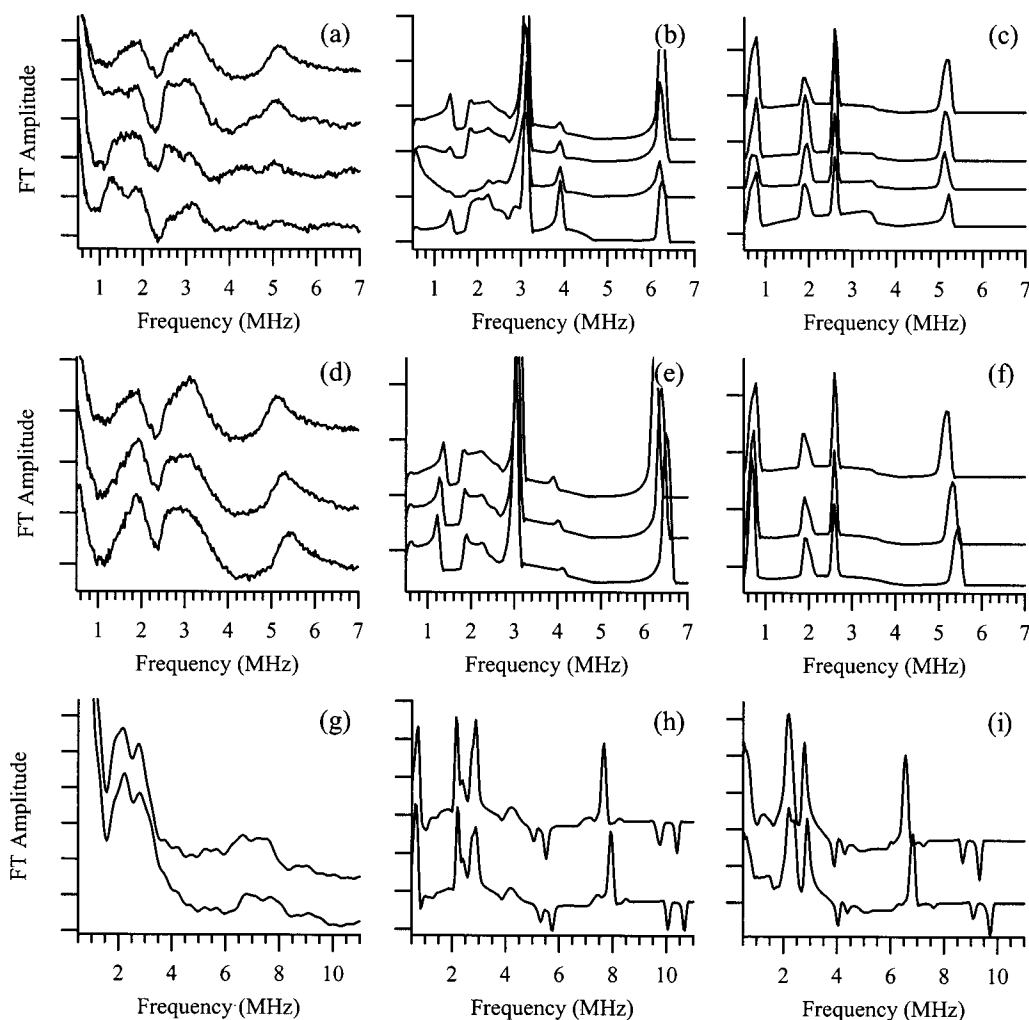 (a)
(b)
(c)
FT Amplitude
1 2 3 4 5 6 7
1 2 3 4 5 6 7
1 2 3 4 5 6 7
Frequency (MHz)
Frequency (MHz)
Frequency (MHz)
(d)
(e)
(f)
FT Amplitude
1 2 3 4 5 6 7
1 2 3 4 5 6 7
1 2 3 4 5 6 7
Frequency (MHz)
Frequency (MHz)
Frequency (MHz)
(g)
(h)
(i)
FT Amplitude
2 4 6 8 10
2 4 6 8 10
2 4 6 8 10
Frequency (MHz)
Frequency (MHz)
Frequency (MHz)